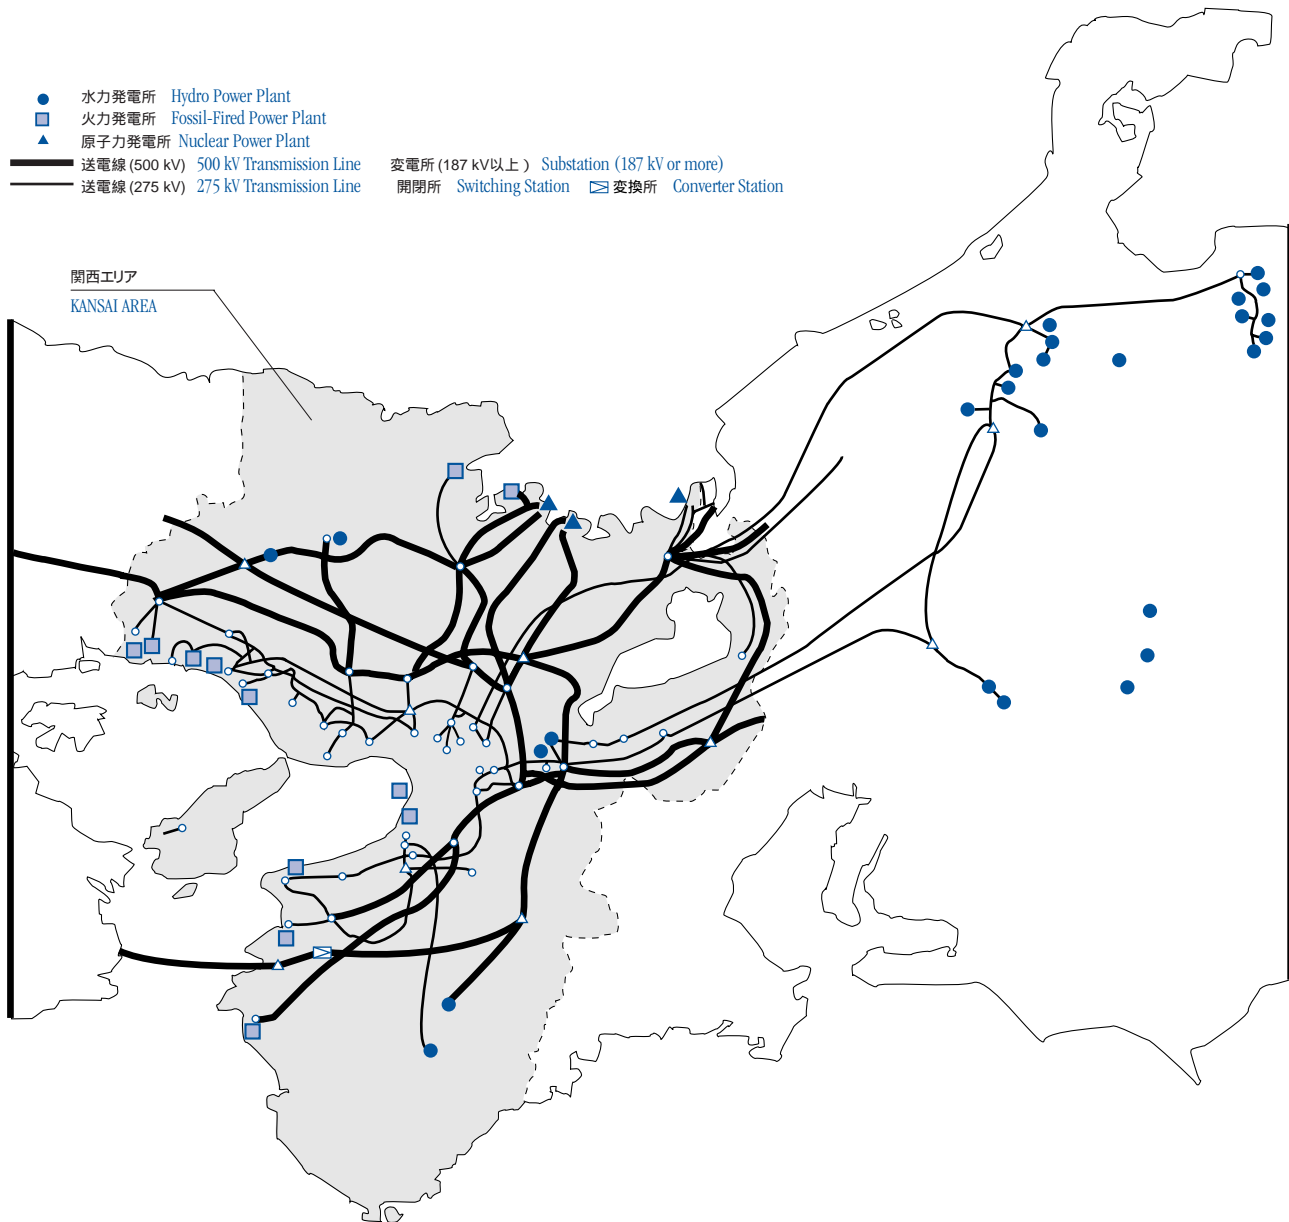 水力発電所 Hydro Power Plant
火力発電所 Fossil-Fired Power Plant
原子力発電所 Nuclear Power Plant
送電線 (500 kV) 500 kV Transmission Line 変電所 (187 kV以上 ) Substation (187 kV or more)
送電線 (275 kV) 275 kV Transmission Line 開閉所 Switching Station 変換所 Converter Station
関西エリア
KANSAI AREA